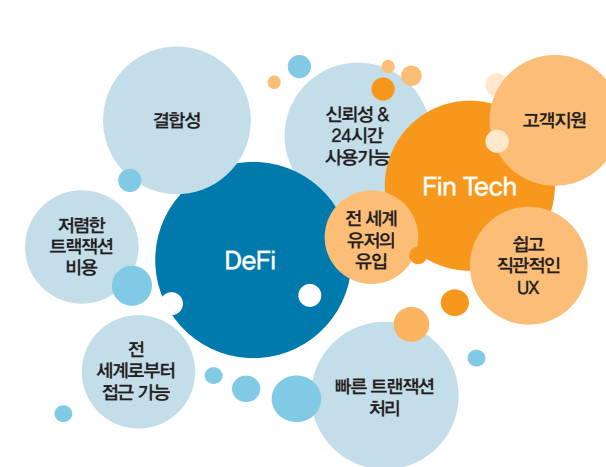 결합성
신뢰성 &
24시간
사용가능
고객지원
Fin Tech
저렴한
트랙잭션
비용
DeFi
전 세계
유저의
유입
쉽고
직관적인
UX
전
세계로부터
접근 가능
빠른 트랜잭션
처리